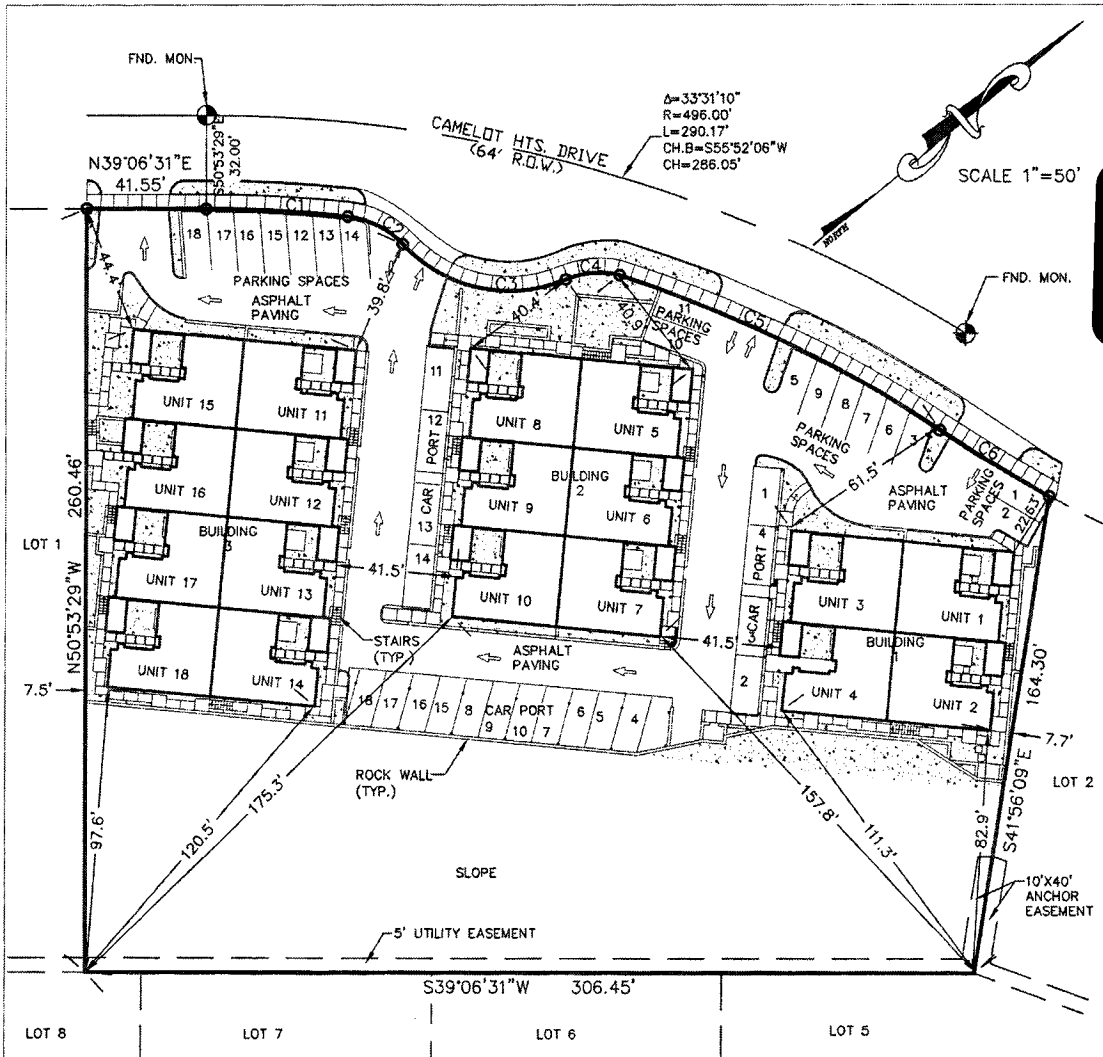 FND. MON.
Δ=33°31'10"
R=496.00'
L=290.17'
CH.B=S55°52'06"W
CH=286.05'
CAMELOT HTS. DRIVE
(64' R.O.W.)
SCALE 1"=50'
NORTH
N39°06'31"E
41.55'
S50°53'29"E
32.00'
FND. MON.
C1
C2
C3
C4
C5
C6
18 17 16 15 12 13 14
PARKING SPACES
ASPHALT
PAVING
44.4'
39.8'
40.4'
40.9'
11
PARKING
SPACES
10
5 9 8 7 6 3
PARKING
SPACES
61.5'
ASPHALT
PAVING
PARKING
SPACES
1
2
22.63'
11
12
PORT
CAR
13
14
UNIT 15
UNIT 11
UNIT 16
UNIT 12
BUILDING
3
UNIT 17
UNIT 13
UNIT 18
UNIT 14
UNIT 8
UNIT 5
BUILDING
2
UNIT 9
UNIT 6
UNIT 10
UNIT 7
1
4
PORT
CAR
3
2
UNIT 3
UNIT 1
BUILDING
1
UNIT 4
UNIT 2
260.46'
N50°53'29"W
LOT 1
7.5'
41.5'
41.5'
STAIRS
(TYP.)
ASPHALT
PAVING
18 17 16 15 8 CAR PORT
9 10 7 6 5 4
ROCK WALL
(TYP.)
164.30'
S41°56'09"E
7.7'
LOT 2
97.6'
120.5'
175.3'
157.8'
111.3'
82.9'
SLOPE
10'X40'
ANCHOR
EASEMENT
5' UTILITY EASEMENT
S39°06'31"W 306.45'
LOT 8
LOT 7
LOT 6
LOT 5